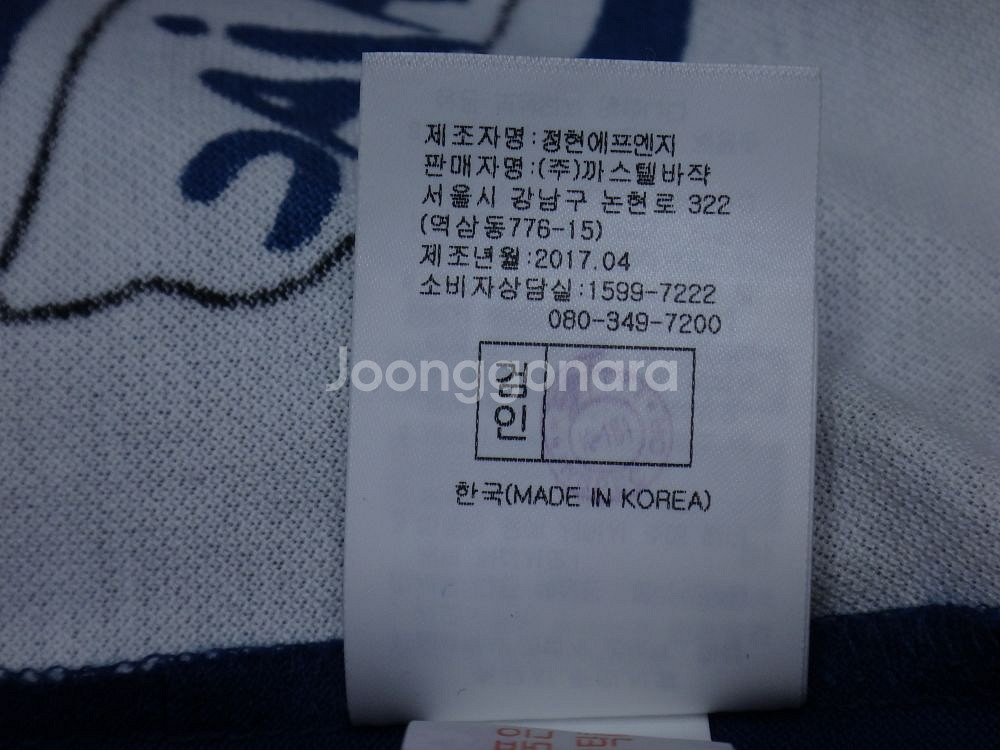 제조자명:정현에프엔지
판매자명:(주)까스텔바쟉
서울시 강남구 논현로 322
(역삼동776-15)
제조년월:2017.04
소비자상담실:1599-7222
080-349-7200
Joonggonara
검인
한국(MADE IN KOREA)